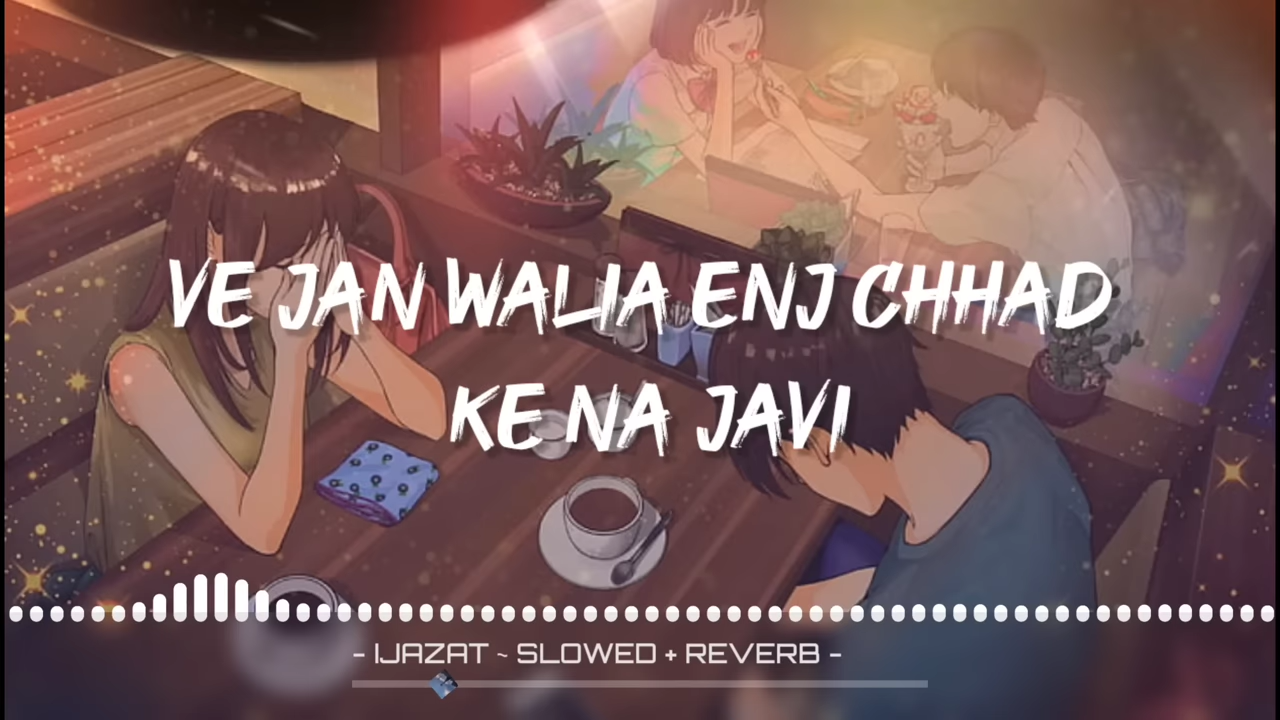 VE JAN WALIA ENJ CHHAD
KE NA JAVI
- IJAZAT ~ SLOWED + REVERB -